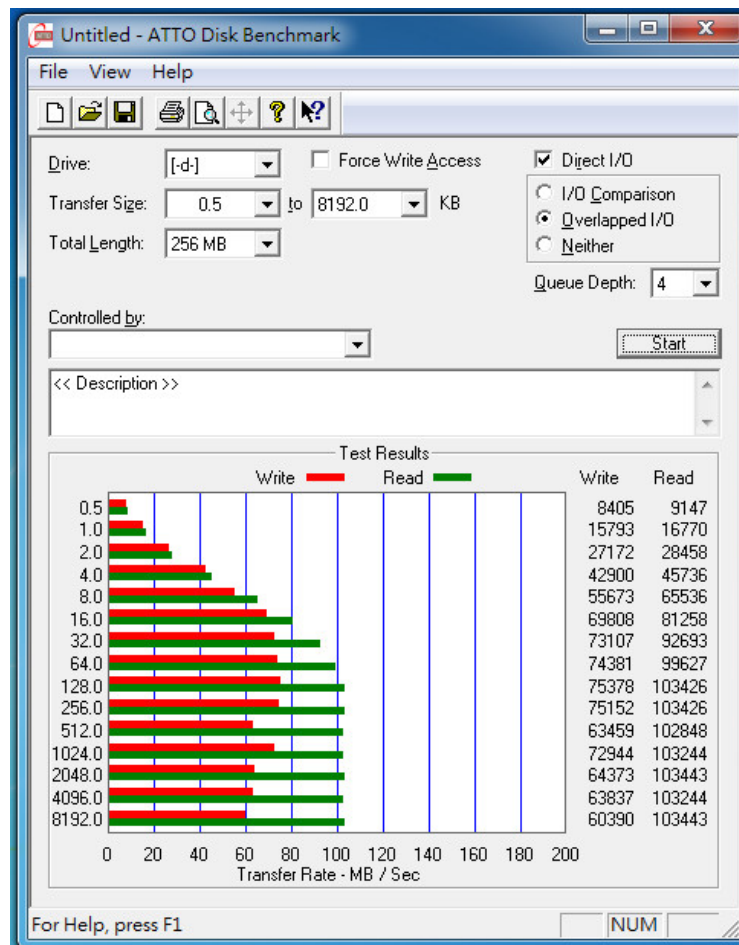 Untitled - ATTO Disk Benchmark
File View Help
Drive: [-d-] Force Write Access Direct I/O
Transfer Size: 0.5 to 8192.0 KB I/O Comparison
Overlapped I/O
Total Length: 256 MB Neither
Queue Depth: 4
Controlled by:
Start
<< Description >>
Test Results
Write Read Write Read
0.5 8405 9147
1.0 15793 16770
2.0 27172 28458
4.0 42900 45736
8.0 55673 65536
16.0 69808 81258
32.0 73107 92693
64.0 74381 99627
128.0 75378 103426
256.0 75152 103426
512.0 63459 102848
1024.0 72944 103244
2048.0 64373 103443
4096.0 63837 103244
8192.0 60390 103443
0 20 40 60 80 100 120 140 160 180 200
Transfer Rate - MB / Sec
For Help, press F1 NUM